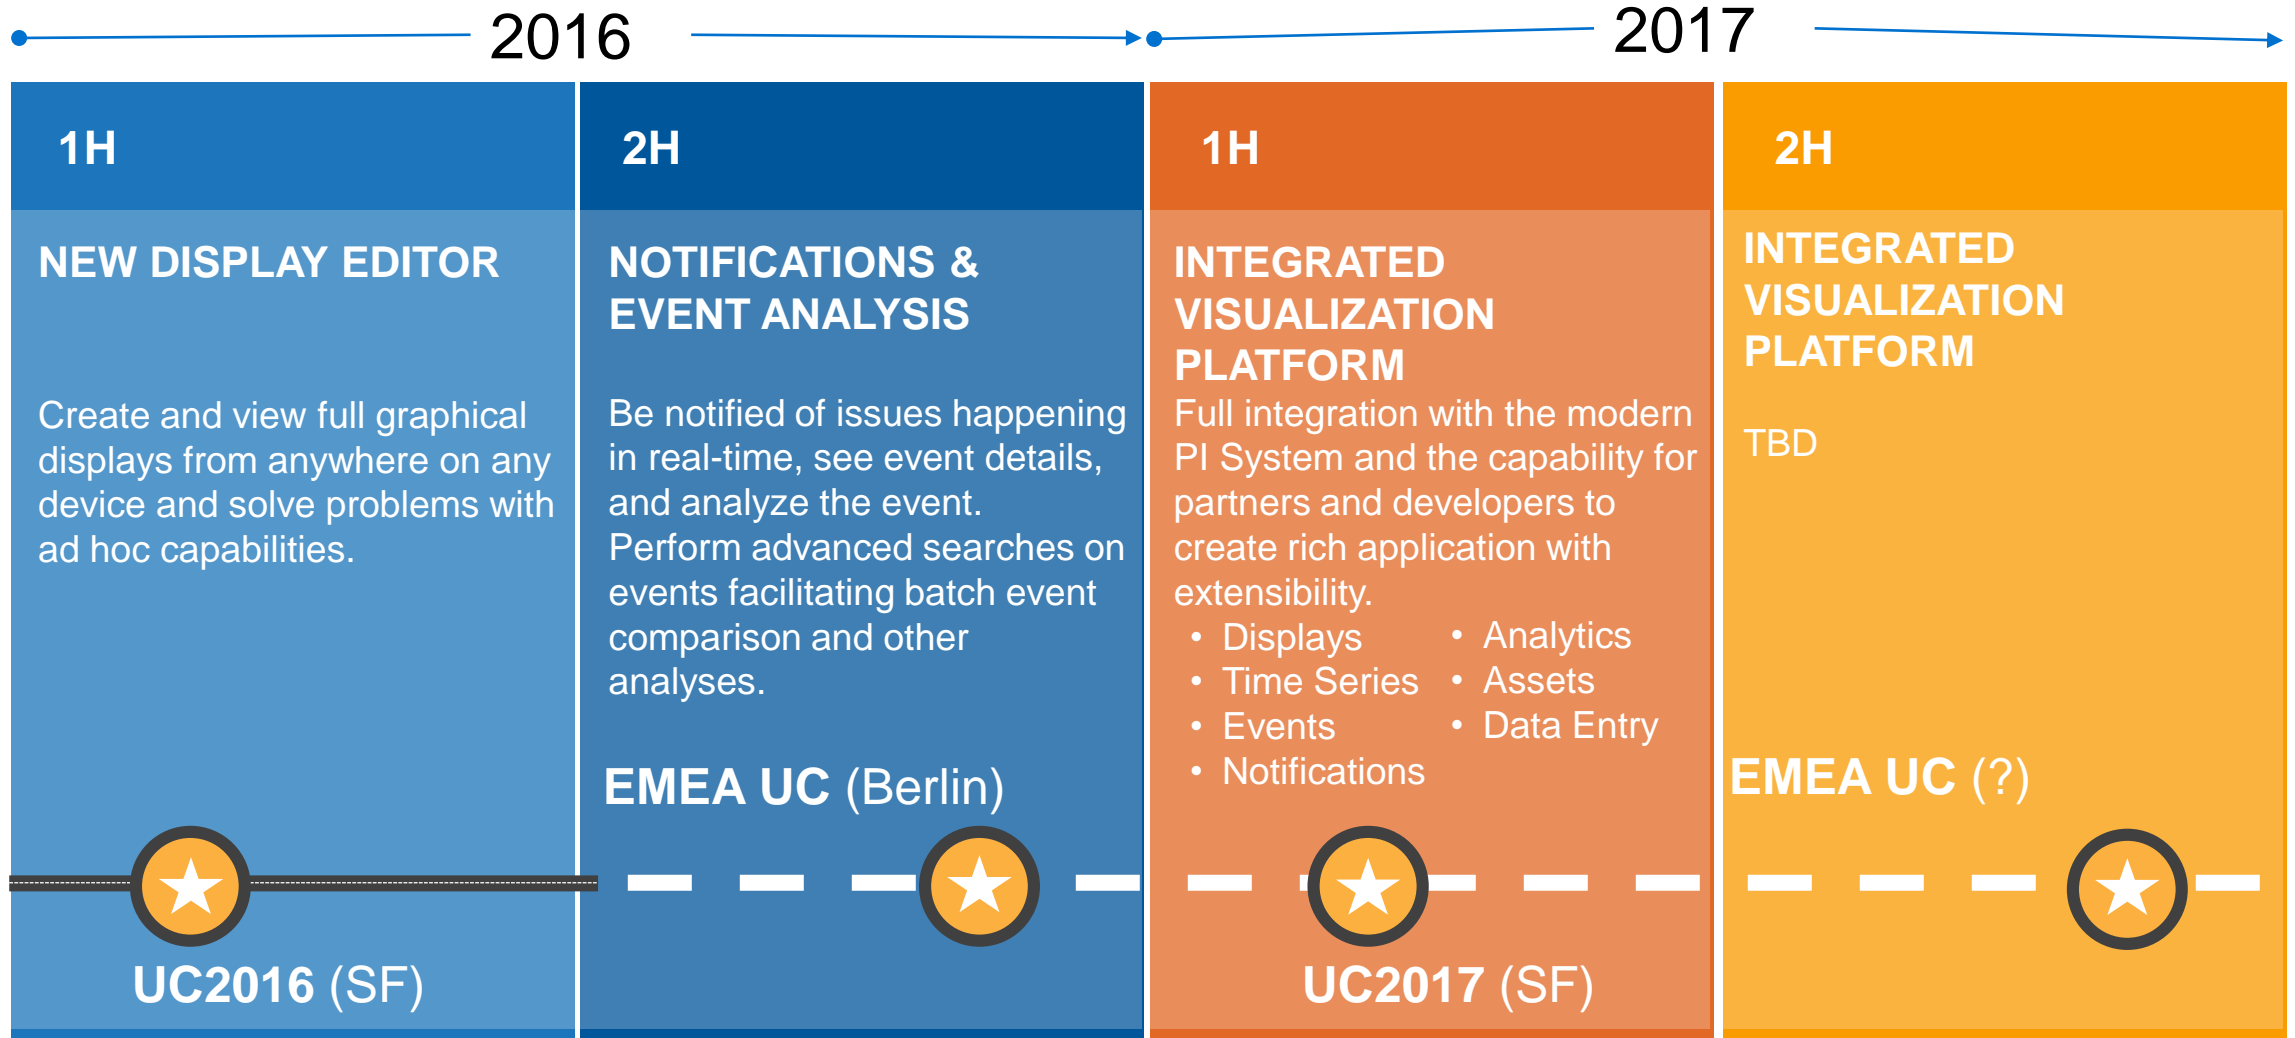 2016
2017
1H
NEW DISPLAY EDITOR
Create and view full graphical
displays from anywhere on any
device and solve problems with
ad hoc capabilities.
UC2016 (SF)
2H
NOTIFICATIONS &
EVENT ANALYSIS
Be notified of issues happening
in real-time, see event details,
and analyze the event.
Perform advanced searches on
events facilitating batch event
comparison and other
analyses.
EMEA UC (Berlin)
1H
INTEGRATED
VISUALIZATION
PLATFORM
Full integration with the modern
PI System and the capability for
partners and developers to
create rich application with
extensibility.
• Displays
• Time Series
• Events
• Notifications
• Analytics
• Assets
• Data Entry
UC2017 (SF)
2H
INTEGRATED
VISUALIZATION
PLATFORM
TBD
EMEA UC (?)